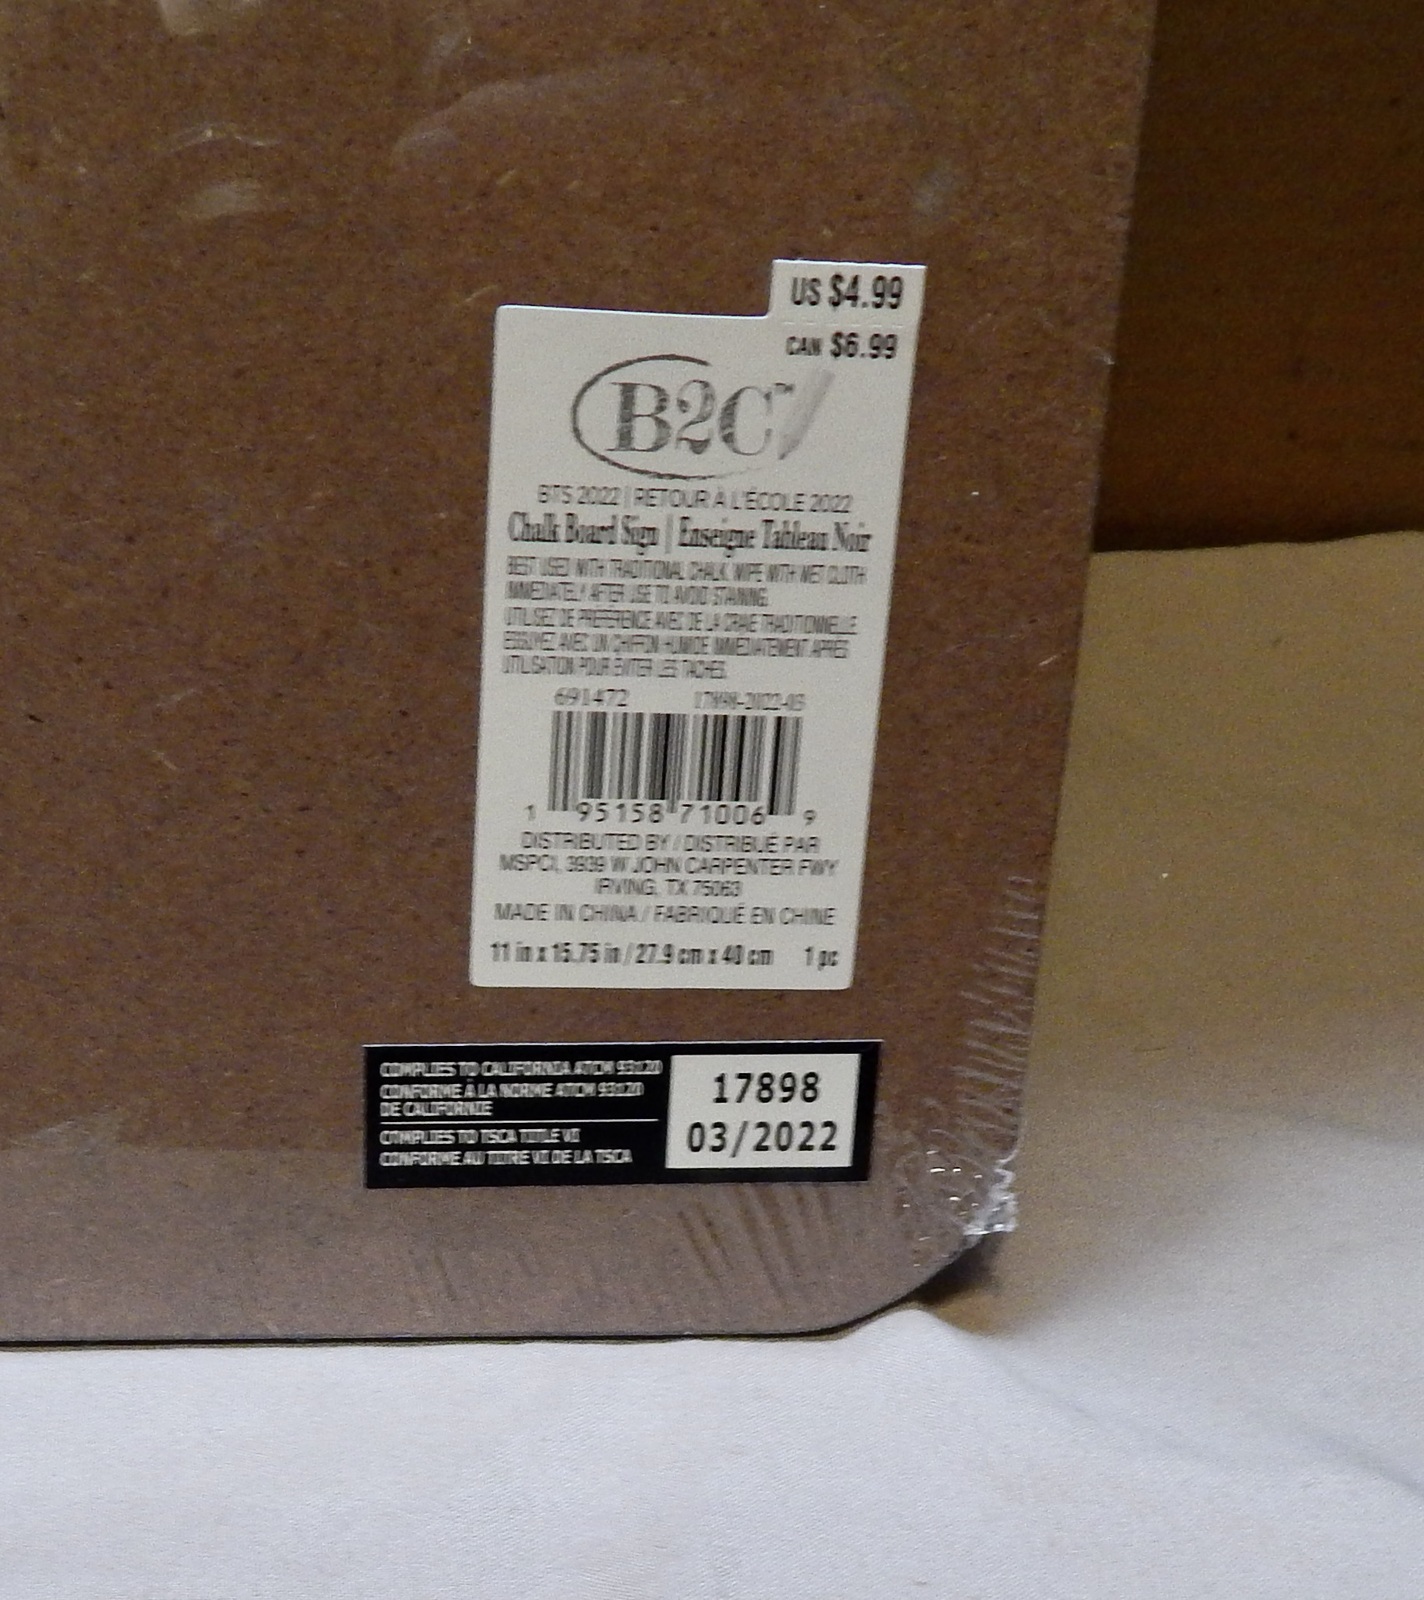 US $4.99
CAN $6.99
B2C™
BTS 2022 | RETOUR À L'ÉCOLE 2022
Chalk Board Sign | Enseigne Tableau Noir
BEST USED WITH TRADITIONAL CHALK. WIPE WITH WET CLOTH
IMMEDIATELY AFTER USE TO AVOID STAINING.
UTILISEZ DE PRÉFÉRENCE AVEC DE LA CRAIE TRADITIONNELLE.
ESSUYEZ AVEC UN CHIFFON HUMIDE IMMÉDIATEMENT APRÈS
UTILISATION POUR ÉVITER LES TACHES.
691472 17898-2022-03
1 95158 71006 9
DISTRIBUTED BY / DISTRIBUÉ PAR
MSPCI, 3939 W JOHN CARPENTER FWY
IRVING, TX 75063
MADE IN CHINA / FABRIQUÉ EN CHINE
11 in x 15.75 in / 27.9 cm x 40 cm 1 pc
COMPLIES TO CALIFORNIA ATCM 93120
CONFORME À LA NORME ATCM 93120
DE CALIFORNIE
COMPLIES TO TSCA TITLE VI
CONFORME AU TITRE VI DE LA TSCA
17898
03/2022